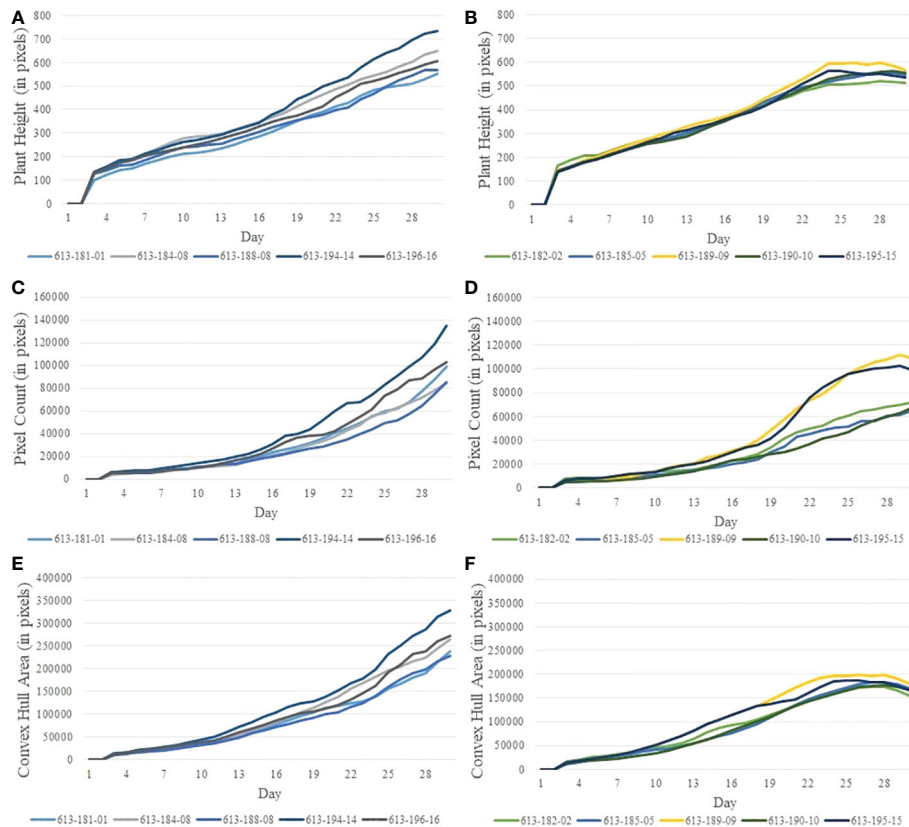 A
Plant Height (in pixels)
800
700
600
500
400
300
200
100
0
1 4 7 10 13 16 19 22 25 28
Day
613-181-01 613-184-08 613-188-08 613-194-14 613-196-16
B
Plant Height (in pixels)
800
700
600
500
400
300
200
100
0
1 4 7 10 13 16 19 22 25 28
Day
613-182-02 613-185-05 613-189-09 613-190-10 613-195-15
C
Pixel Count (in pixels)
160000
140000
120000
100000
80000
60000
40000
20000
0
1 4 7 10 13 16 19 22 25 28
Day
613-181-01 613-184-08 613-188-08 613-194-14 613-196-16
D
Pixel Count (in pixels)
160000
140000
120000
100000
80000
60000
40000
20000
0
1 4 7 10 13 16 19 22 25 28
Day
613-182-02 613-185-05 613-189-09 613-190-10 613-195-15
E
Convex Hull Area (in pixels)
400000
350000
300000
250000
200000
150000
100000
50000
0
1 4 7 10 13 16 19 22 25 28
Day
613-181-01 613-184-08 613-188-08 613-194-14 613-196-16
F
Convex Hull Area (in pixels)
400000
350000
300000
250000
200000
150000
100000
50000
0
1 4 7 10 13 16 19 22 25 28
Day
613-182-02 613-185-05 613-189-09 613-190-10 613-195-15